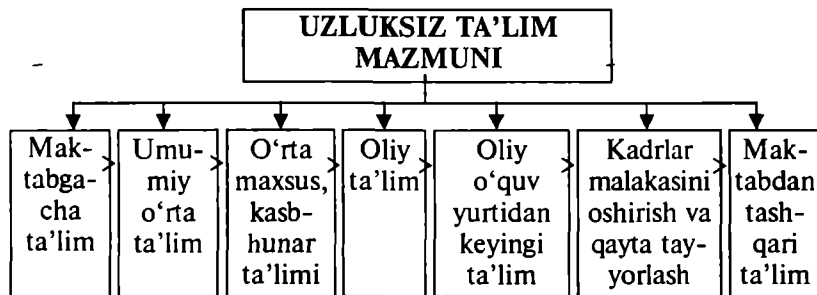 UZLUKSIZ TA’LIM
MAZMUNI
Mak-
tabga-
cha
ta’lim
Umu-
miy
o‘rta
ta’lim
O‘rta
maxsus,
kasb-
hunar
ta’limi
Oliy
ta’lim
Oliy
o‘quv
yurtidan
keyingi
ta’lim
Kadrlar
malakasini
oshirish va
qayta tay-
yorlash
Mak-
tabdan
tash-
qari
ta’lim